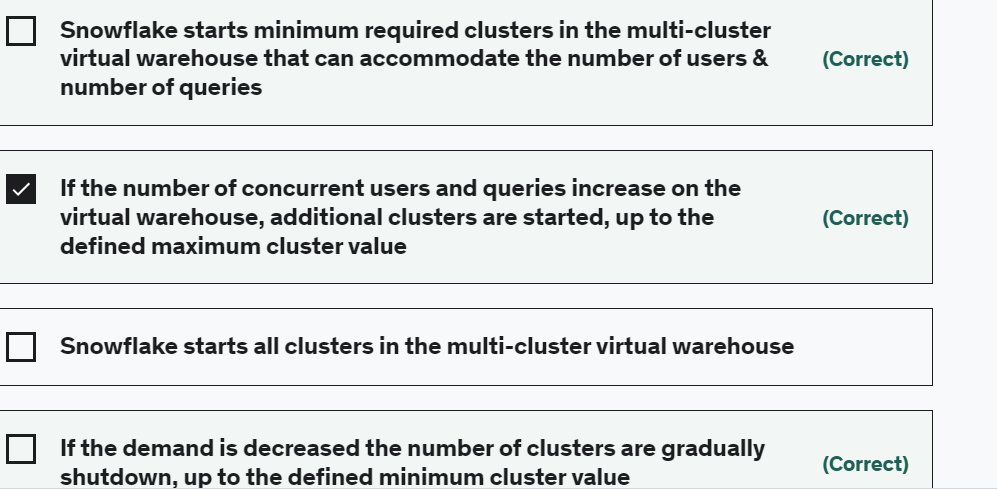 Snowflake starts minimum required clusters in the multi-cluster
virtual warehouse that can accommodate the number of users &
number of queries
(Correct)
If the number of concurrent users and queries increase on the
virtual warehouse, additional clusters are started, up to the
defined maximum cluster value
(Correct)
Snowflake starts all clusters in the multi-cluster virtual warehouse
If the demand is decreased the number of clusters are gradually
shutdown, up to the defined minimum cluster value
(Correct)